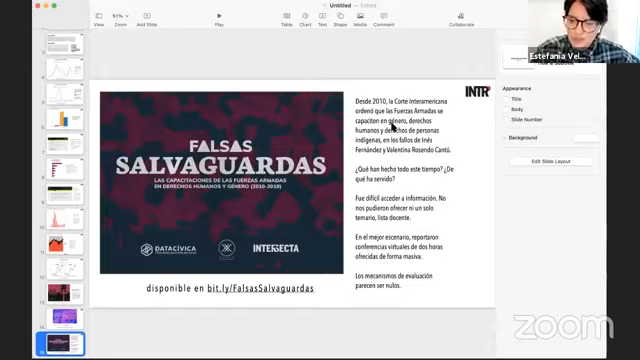 Untitled — Edited
51%
View
Zoom
Add Slide
Play
Table
Chart
Text
Shape
Media
Comment
Collaborate
Estefanía Vel...
Appearance
Title
Body
Slide Number
Background
Edit Slide Layout
FALSAS
SALVAGUARDAS
LAS CAPACITACIONES DE LAS FUERZAS ARMADAS
EN DERECHOS HUMANOS Y GÉNERO (2010-2019)
DATACÍVICA
INTERSECTA
disponible en bit.ly/FalsasSalvaguardas
INTR
Desde 2010, la Corte Interamericana
ordenó que las Fuerzas Armadas se
capaciten en género, derechos
humanos y derechos de personas
indígenas, en los fallos de Inés
Fernández y Valentina Rosendo Cantú.
¿Qué han hecho todo este tiempo? ¿De
qué ha servido?
Fue difícil acceder a información. No
nos pudieron ofrecer ni un solo
temario, lista docente.
En el mejor escenario, reportaron
conferencias virtuales de dos horas
ofrecidas de forma masiva.
Los mecanismos de evaluación
parecen ser nulos.
zoom